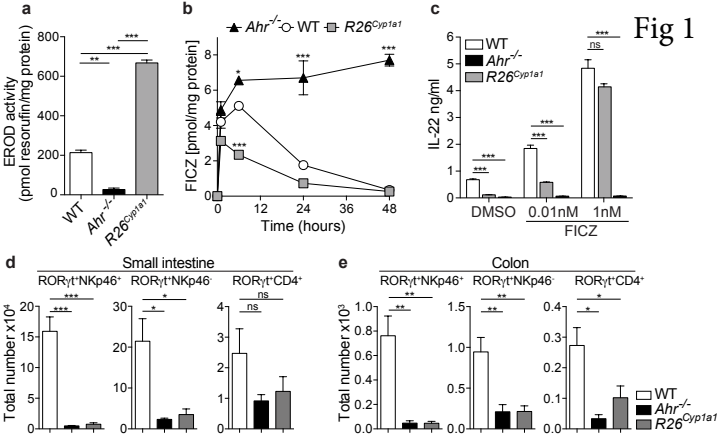 Fig 1
a
EROD activity
(pmol resorufin/mg protein)
800
600
400
200
0
***
** ***
WT
Ahr-/-
R26Cyp1a1
b
Ahr-/- WT R26Cyp1a1
FICZ [pmol/mg protein]
8
6
4
2
0
* *** ***
***
0 12 24 36 48
Time (hours)
c
WT
Ahr-/-
R26Cyp1a1
IL-22 ng/ml
6
5
4
3
2
1
0
***
***
***
***
***
ns
DMSO 0.01nM 1nM
FICZ
d
Small intestine
RORγt+NKp46+ RORγt+NKp46- RORγt+CD4+
Total number x104
20
15
10
5
0
***
***
30
20
10
0
*
*
4
3
2
1
0
ns
ns
e
Colon
RORγt+NKp46+ RORγt+NKp46- RORγt+CD4+
Total number x103
1.0
0.8
0.6
0.4
0.2
0.0
**
**
1.5
1.0
0.5
0.0
**
**
0.4
0.3
0.2
0.1
0.0
*
*
WT
Ahr-/-
R26Cyp1a1